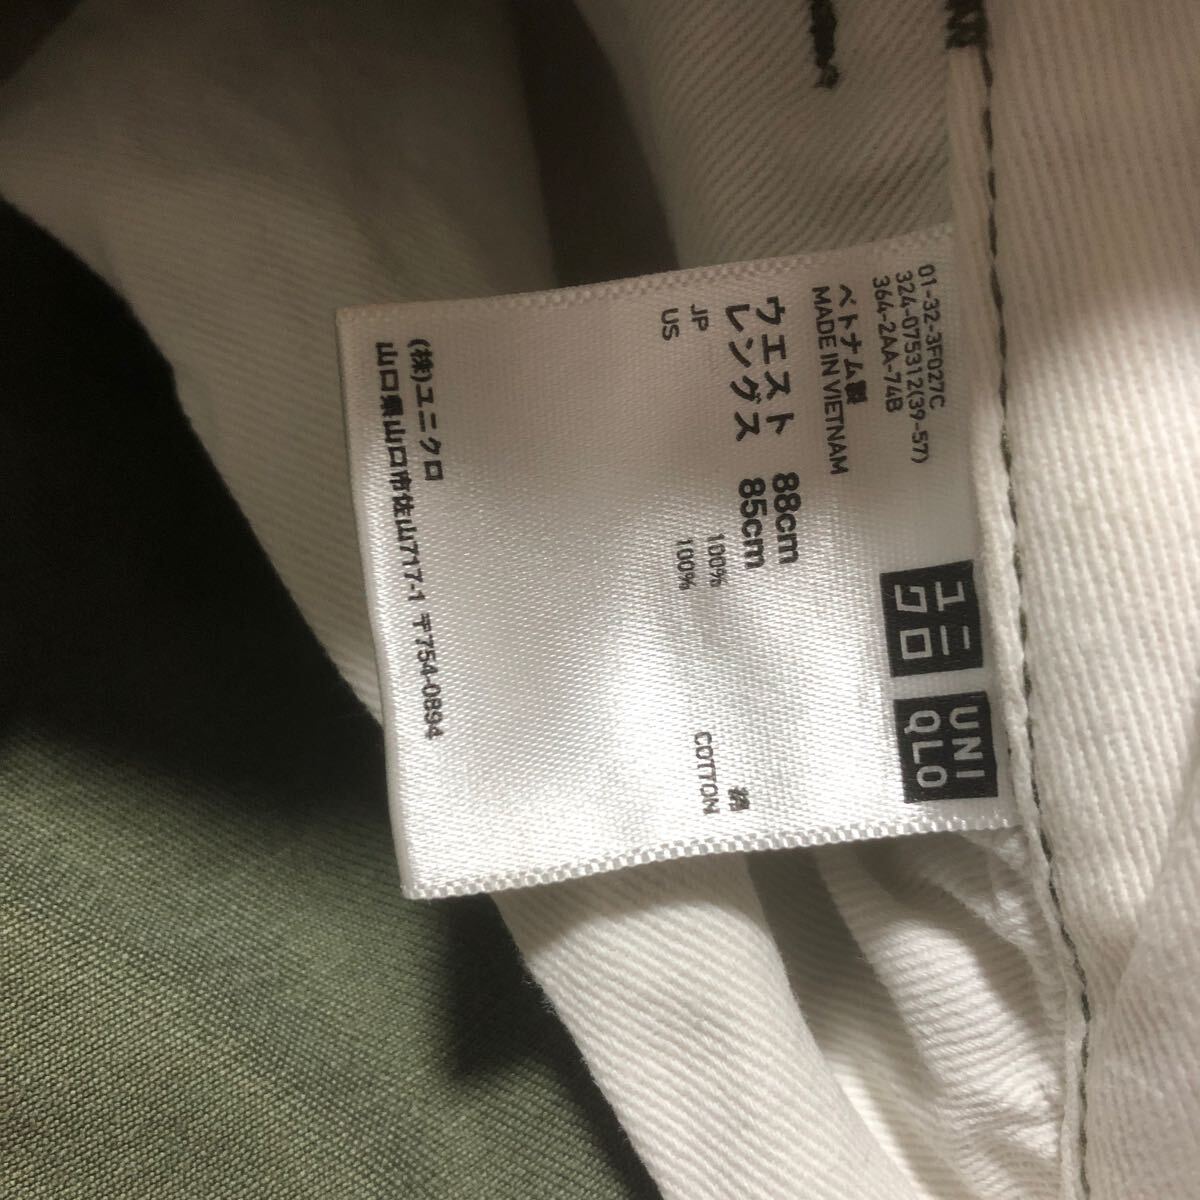 ユニ
クロ
UNI
QLO
01-32-3F027C
324-075312(39-57)
364-2AA-74B
ベトナム製
MADE IN VIETNAM
ウエスト 88cm
レングス 85cm
JP 100% 綿
US 100% COTTON
(株)ユニクロ
山口県山口市佐山717-1 〒754-0894